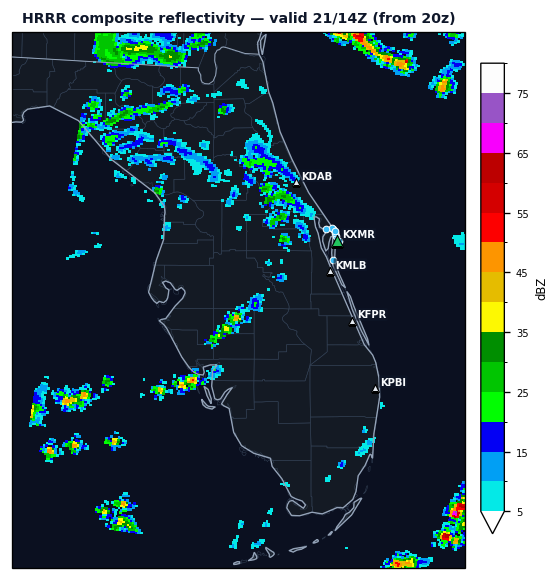 HRRR composite reflectivity — valid 21/14Z (from 20z)
KDAB
KXMR
KMLB
KFPR
KPBI
75
65
55
45
35
25
15
5
dBZ